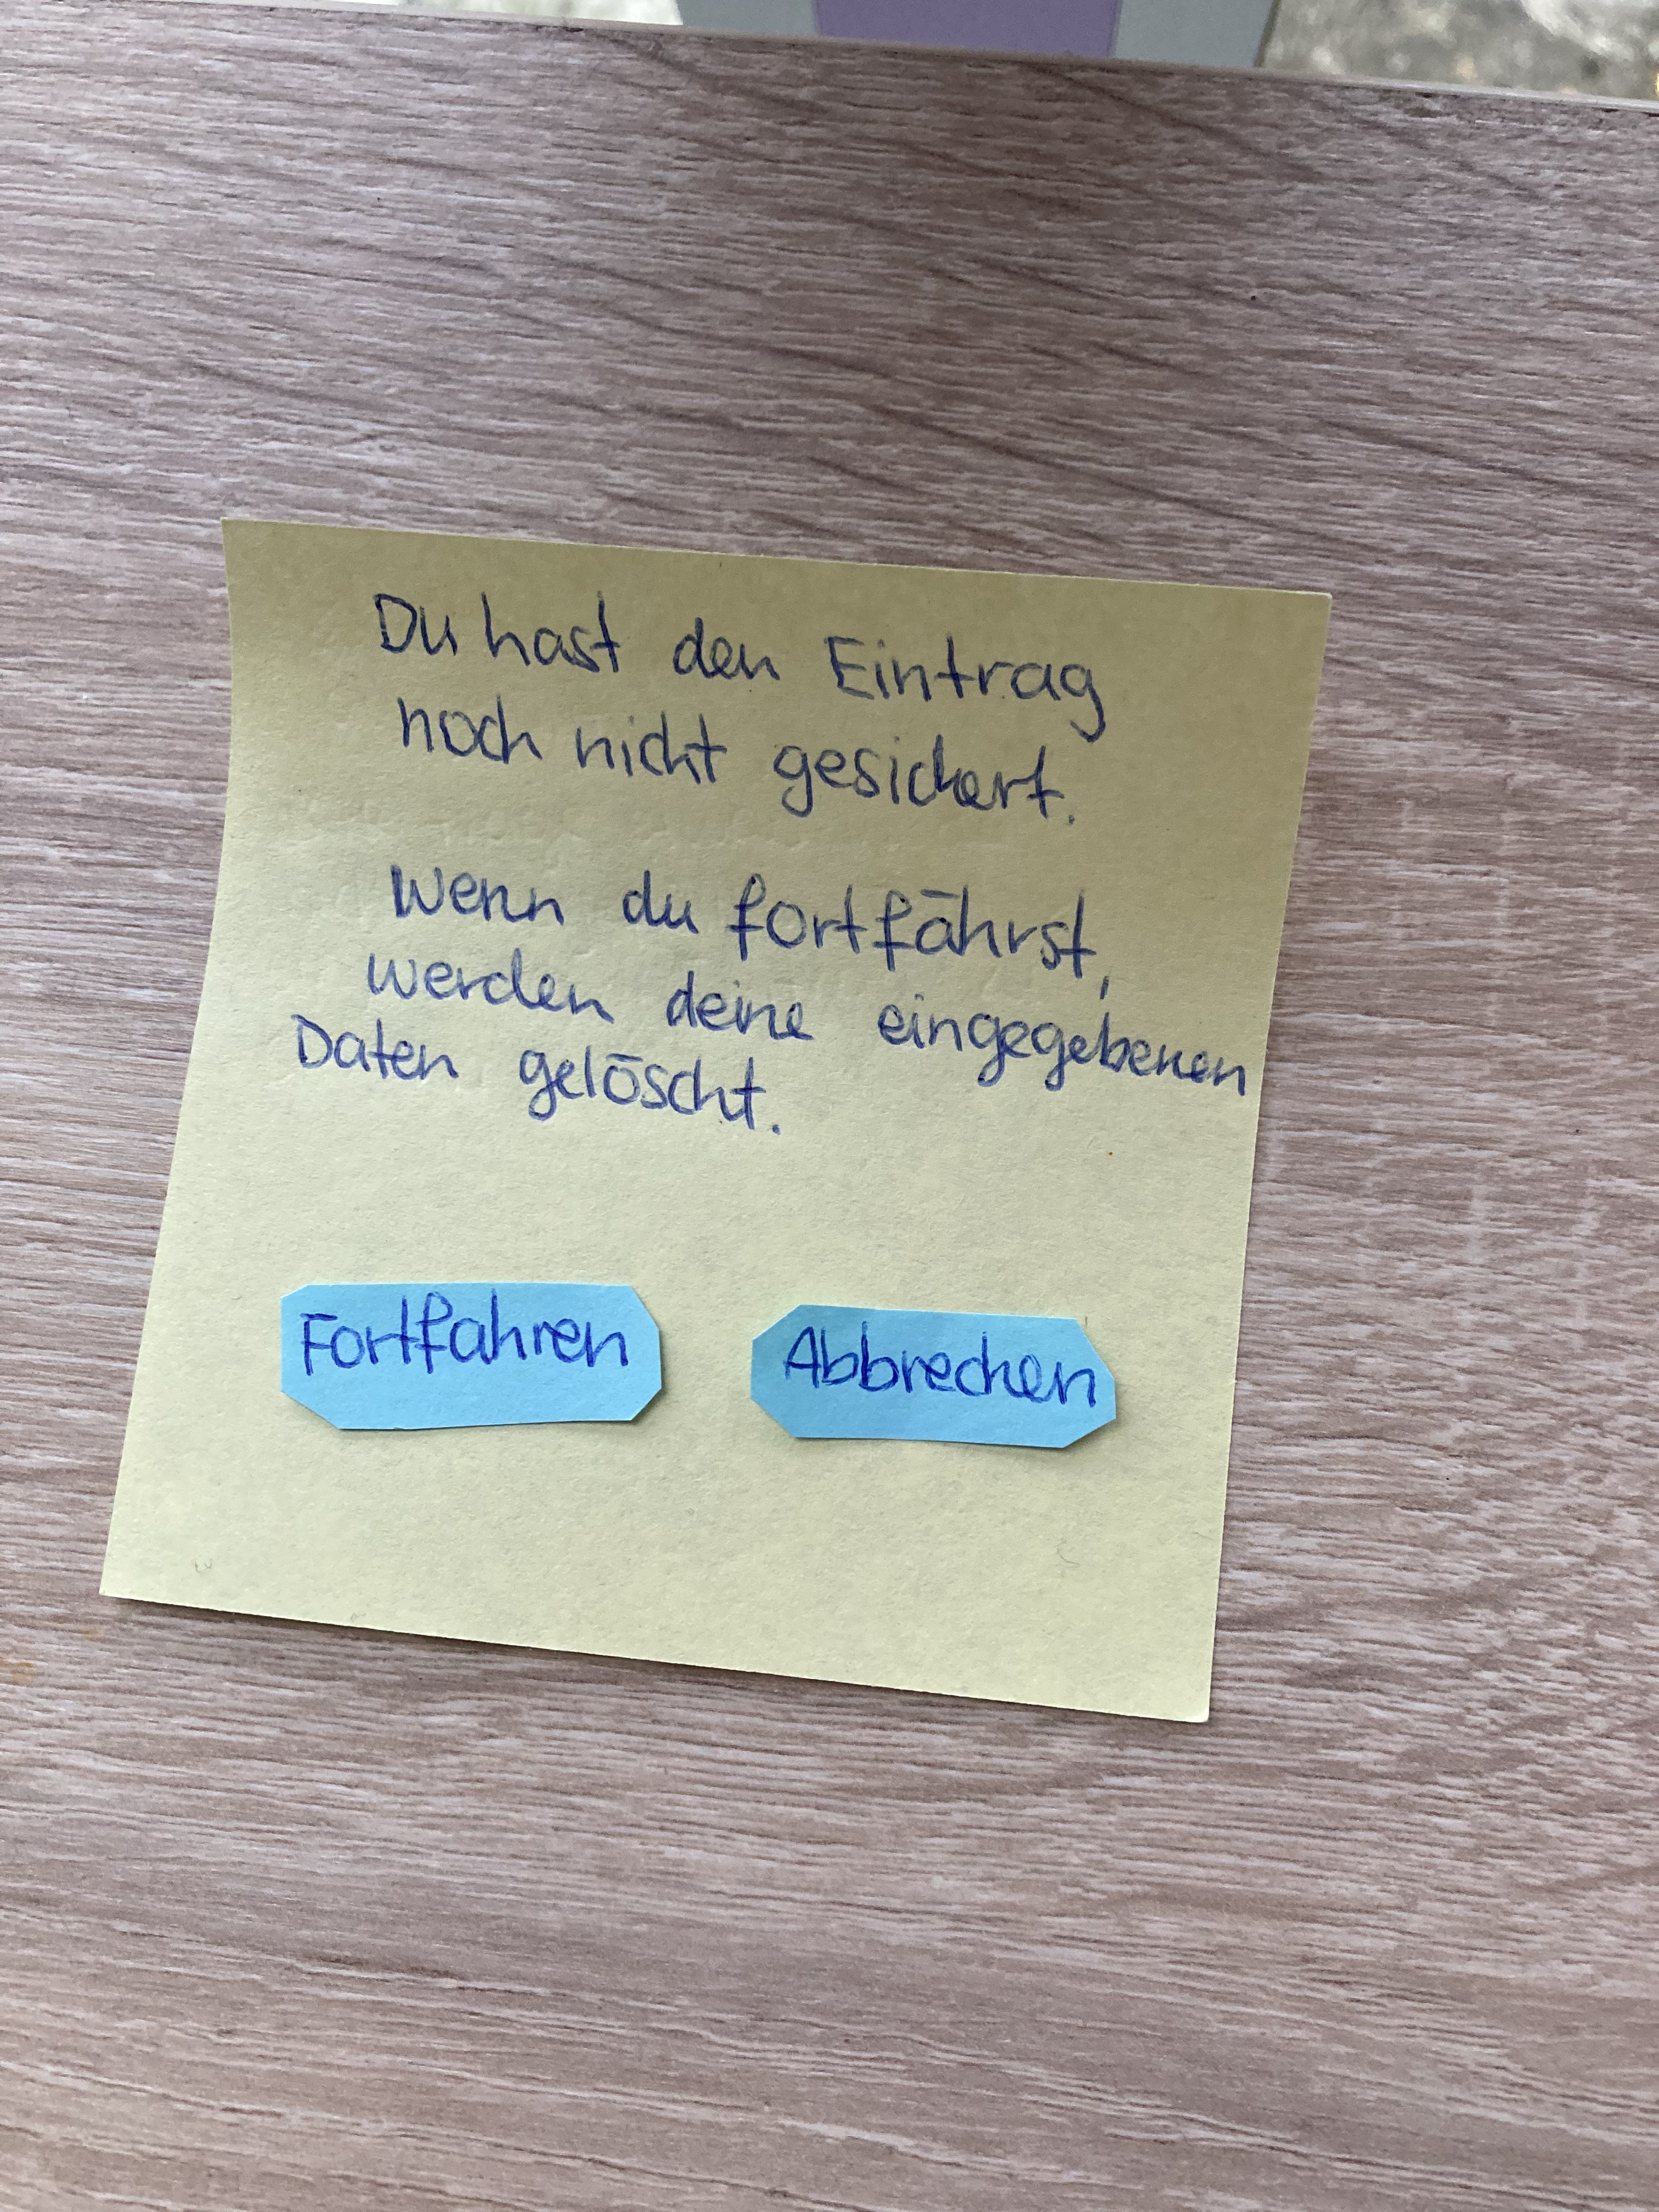 Du hast den Eintrag
noch nicht gesichert.
Wenn du fortfährst,
werden deine eingegebenen
Daten gelöscht.
Fortfahren
Abbrechen